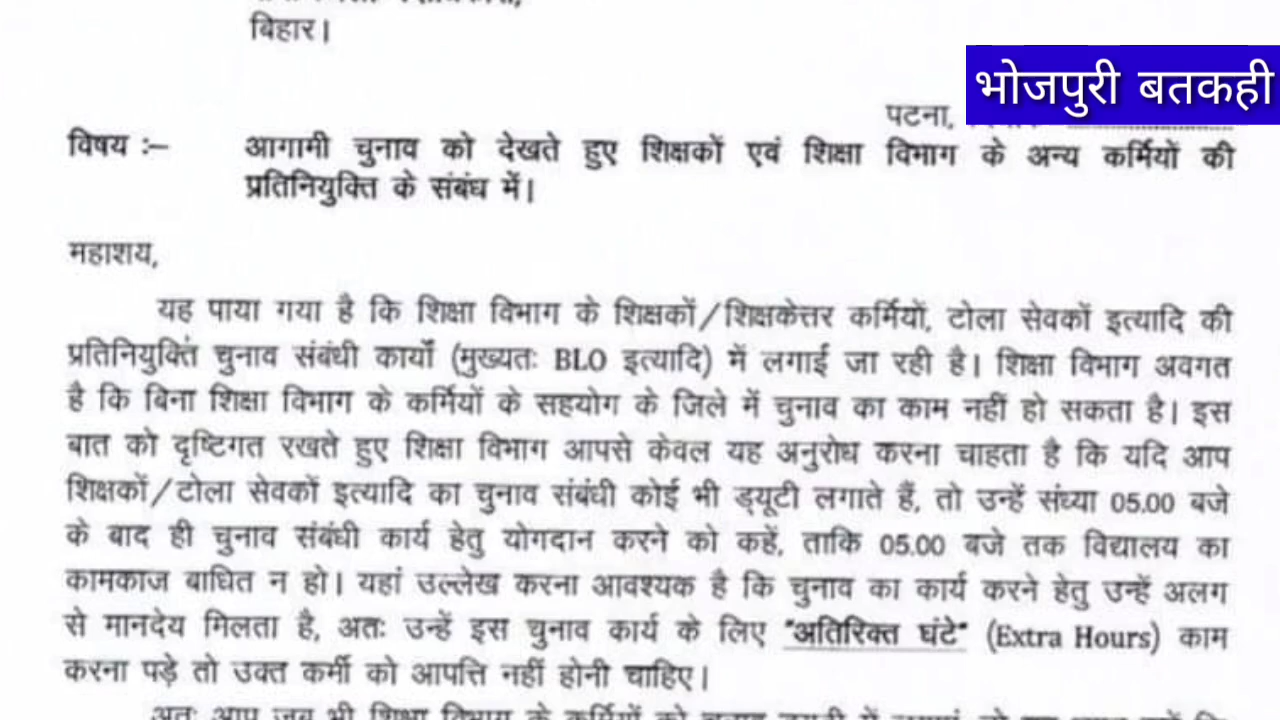 बिहार।
भोजपुरी बतकही
पटना,
विषय :– आगामी चुनाव को देखते हुए शिक्षकों एवं शिक्षा विभाग के अन्य कर्मियों की
प्रतिनियुक्ति के संबंध में।
महाशय,
यह पाया गया है कि शिक्षा विभाग के शिक्षकों/शिक्षकेत्तर कर्मियों, टोला सेवकों इत्यादि की
प्रतिनियुक्ति चुनाव संबंधी कार्यों (मुख्यतः BLO इत्यादि) में लगाई जा रही है। शिक्षा विभाग अवगत
है कि बिना शिक्षा विभाग के कर्मियों के सहयोग के जिले में चुनाव का काम नहीं हो सकता है। इस
बात को दृष्टिगत रखते हुए शिक्षा विभाग आपसे केवल यह अनुरोध करना चाहता है कि यदि आप
शिक्षकों/टोला सेवकों इत्यादि का चुनाव संबंधी कोई भी ड्यूटी लगाते हैं, तो उन्हें संध्या 05.00 बजे
के बाद ही चुनाव संबंधी कार्य हेतु योगदान करने को कहें, ताकि 05.00 बजे तक विद्यालय का
कामकाज बाधित न हो। यहां उल्लेख करना आवश्यक है कि चुनाव का कार्य करने हेतु उन्हें अलग
से मानदेय मिलता है, अतः उन्हें इस चुनाव कार्य के लिए "अतिरिक्त घंटे" (Extra Hours) काम
करना पड़े तो उक्त कर्मी को आपत्ति नहीं होनी चाहिए।
अतः आप जब भी शिक्षा विभाग के कर्मियों को चुनाव